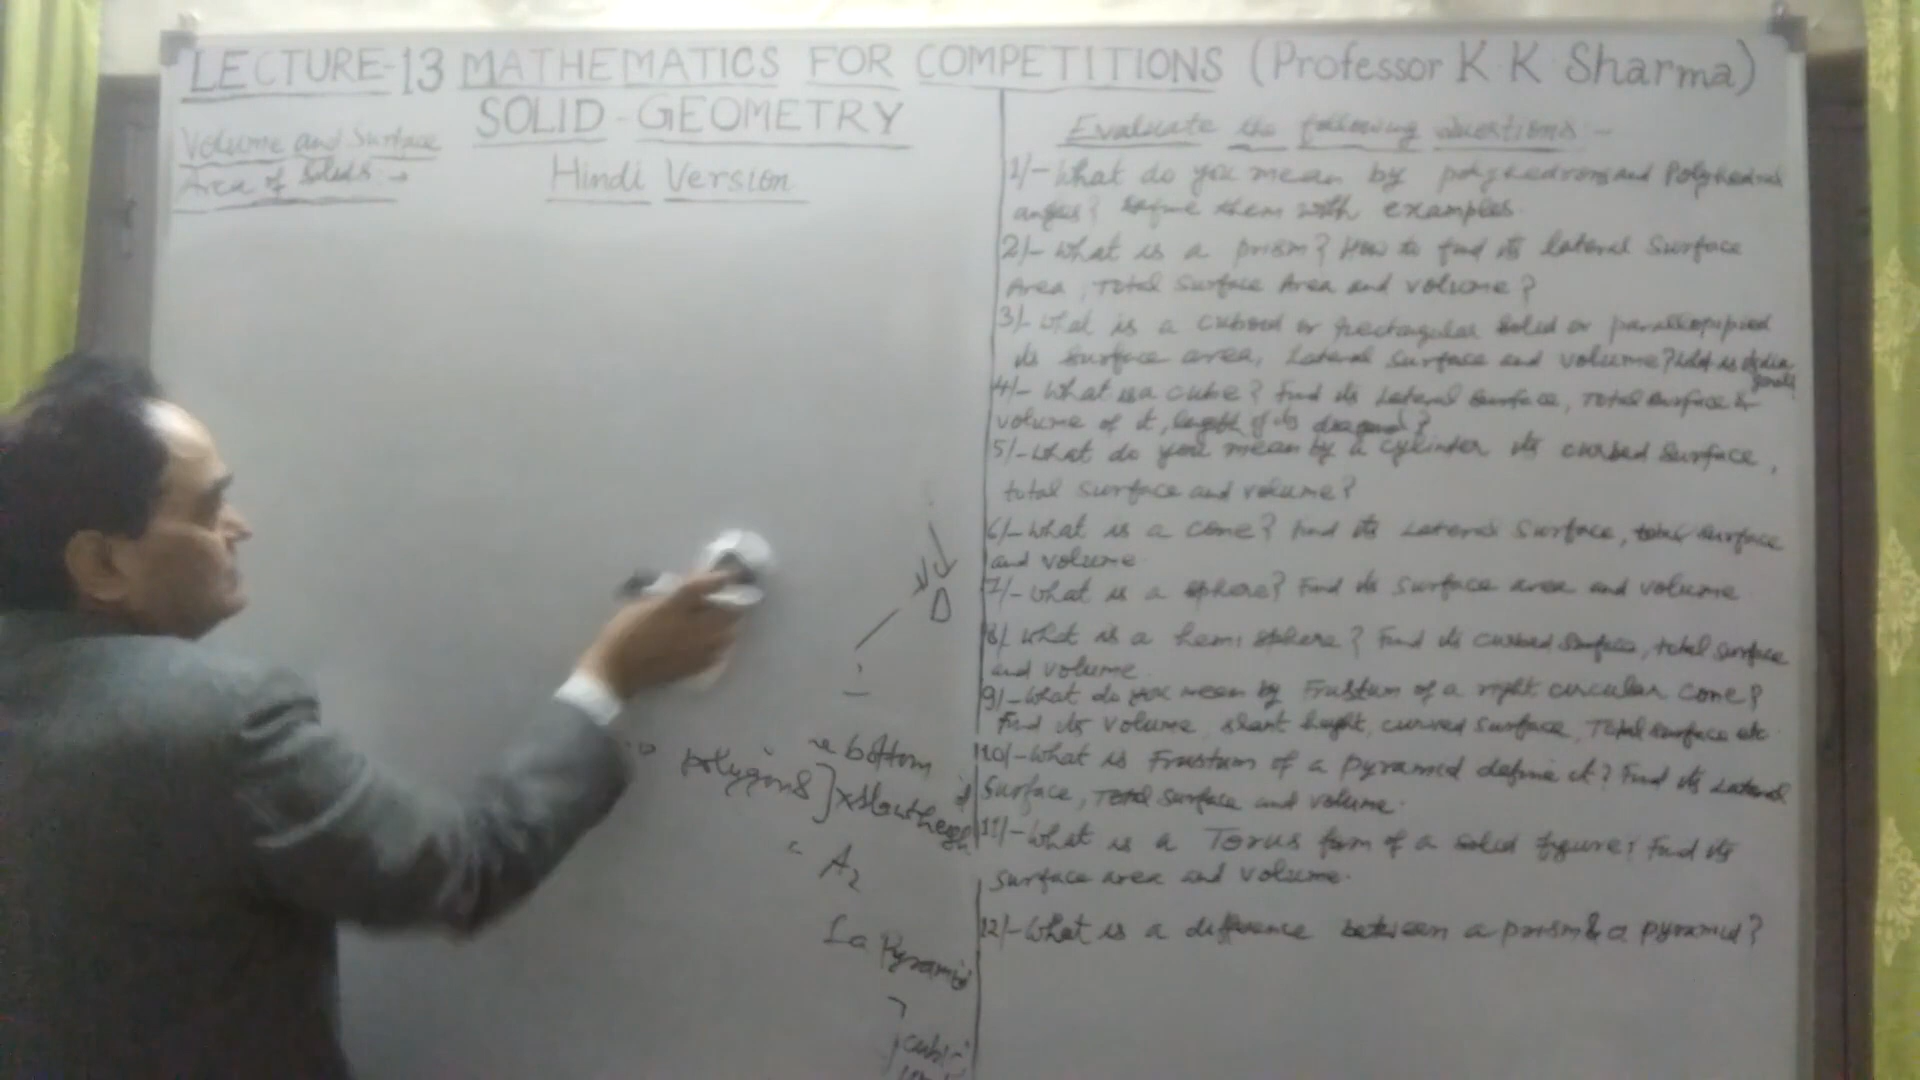 LECTURE-13 MATHEMATICS FOR COMPETITIONS (Professor K K Sharma)
SOLID-GEOMETRY
Volume and Surface
Area of Solids →
Hindi Version
D
bottom
polygons] x slant height
A2
Pyramid
cubic
Evaluate the following questions -
1/- What do you mean by polyhedrons and Polyhedral
angles? Define them with examples.
2/- What is a prism? How to find its lateral Surface
Area, Total Surface Area and volume?
3/- What is a cuboid or rectangular solid or
its surface area, Lateral surface and volume? What is
4/- What is a cube? Find its Lateral Surface, Total Surface &
volume of it, length of its diagonal?
5/- What do you mean by a cylinder its curbed Surface,
total surface and volume?
6/- What is a cone? Find its Lateral Surface, total surface
and volume
7/- What is a sphere? Find its surface area and volume
8/- What is a hemi sphere? Find its curbed surface, total surface
and volume
9/- What do you mean by Frustum of a right circular cone?
Find its volume, slant height, curved surface, Total surface etc.
10/- What is Frustum of a pyramid define it? Find its Lateral
Surface, Total surface and volume.
11/- What is a Torus form of a solid figure? Find its
surface area and volume.
12/- What is a difference between a prism & a pyramid?